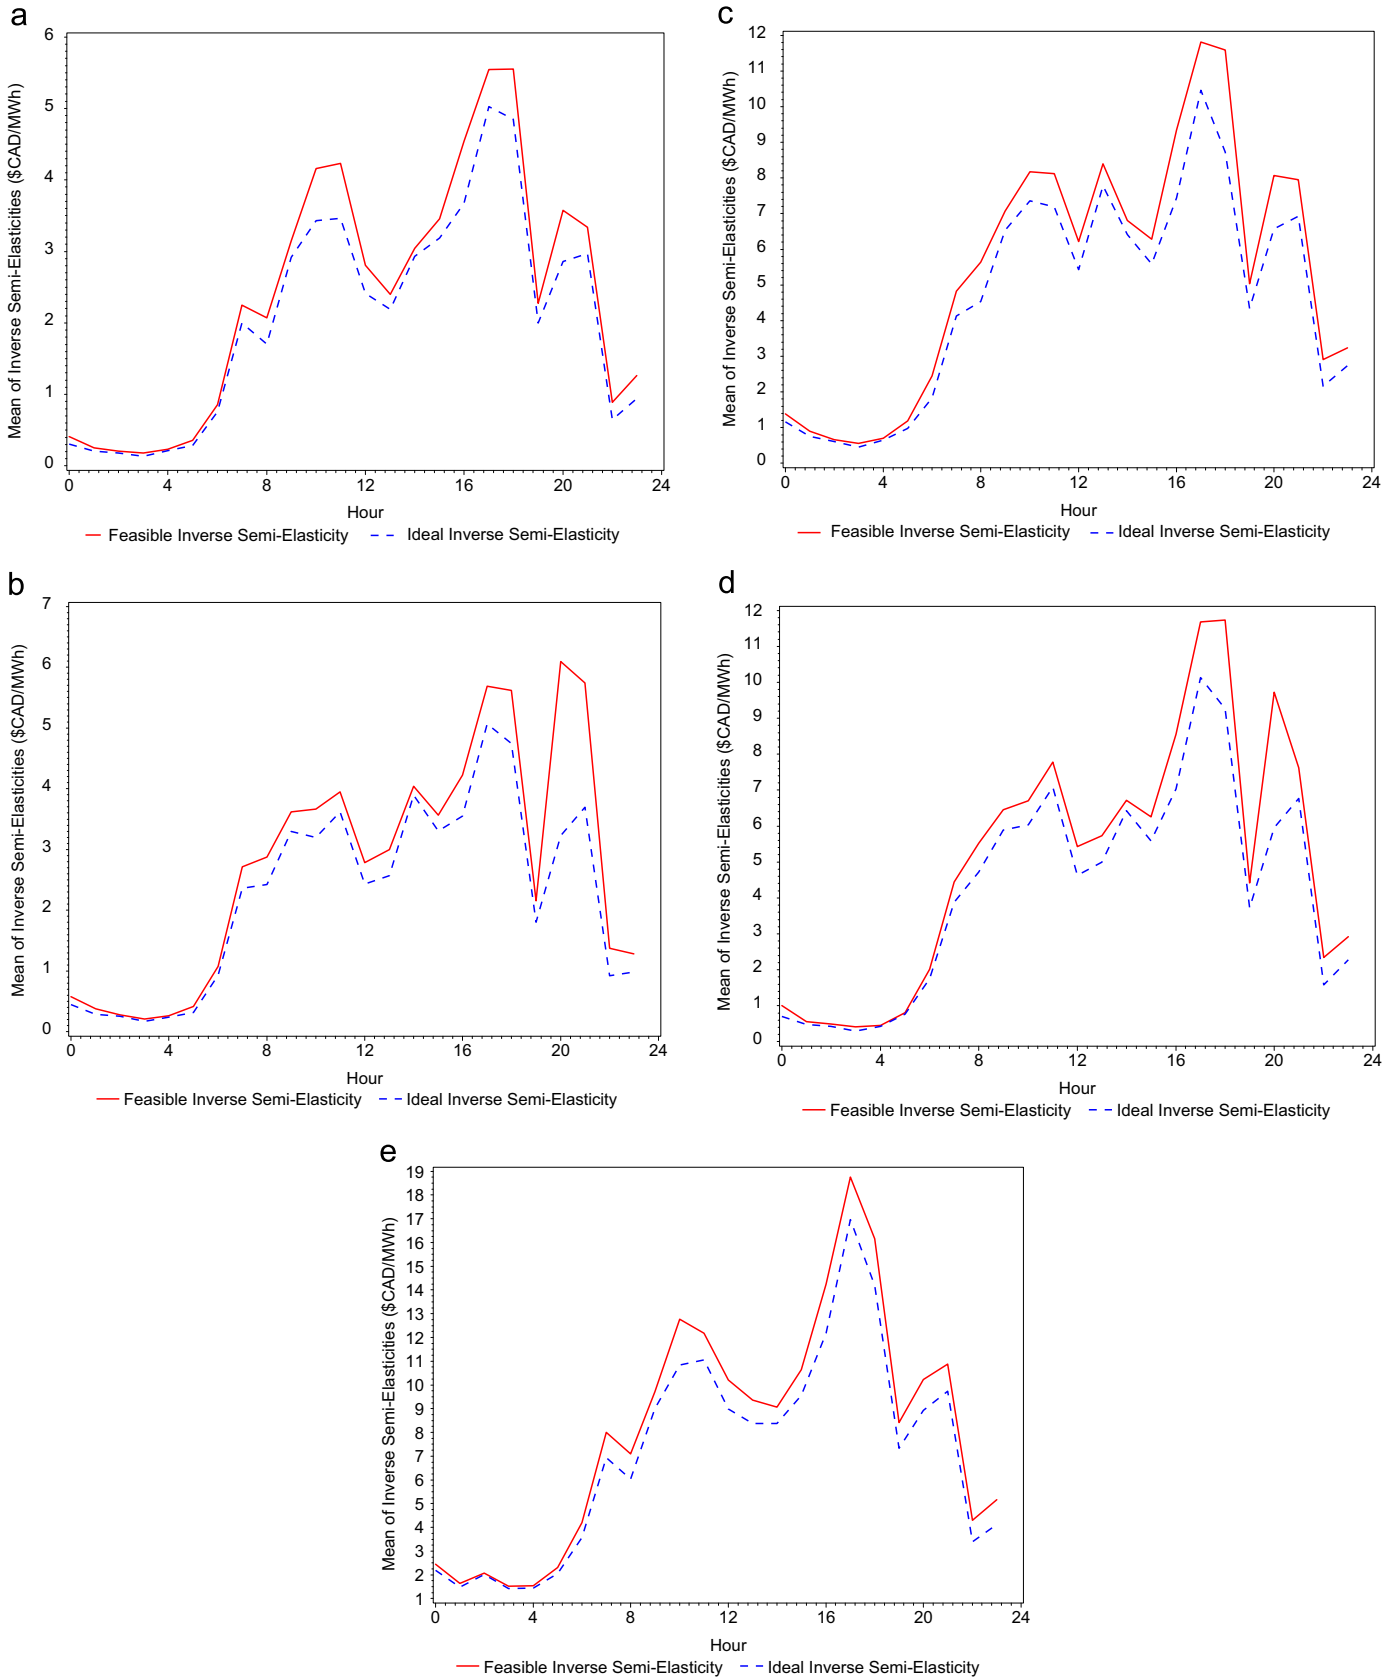 a
Mean of Inverse Semi-Elasticities ($CAD/MWh)
6
5
4
3
2
1
0
0 4 8 12 16 20 24
Hour
Feasible Inverse Semi-Elasticity Ideal Inverse Semi-Elasticity
c
Mean of Inverse Semi-Elasticities ($CAD/MWh)
12
11
10
9
8
7
6
5
4
3
2
1
0
0 4 8 12 16 20 24
Hour
Feasible Inverse Semi-Elasticity Ideal Inverse Semi-Elasticity
b
Mean of Inverse Semi-Elasticities ($CAD/MWh)
7
6
5
4
3
2
1
0
0 4 8 12 16 20 24
Hour
Feasible Inverse Semi-Elasticity Ideal Inverse Semi-Elasticity
d
Mean of Inverse Semi-Elasticities ($CAD/MWh)
12
11
10
9
8
7
6
5
4
3
2
1
0
0 4 8 12 16 20 24
Hour
Feasible Inverse Semi-Elasticity Ideal Inverse Semi-Elasticity
e
Mean of Inverse Semi-Elasticities ($CAD/MWh)
19
18
17
16
15
14
13
12
11
10
9
8
7
6
5
4
3
2
1
0 4 8 12 16 20 24
Hour
Feasible Inverse Semi-Elasticity Ideal Inverse Semi-Elasticity